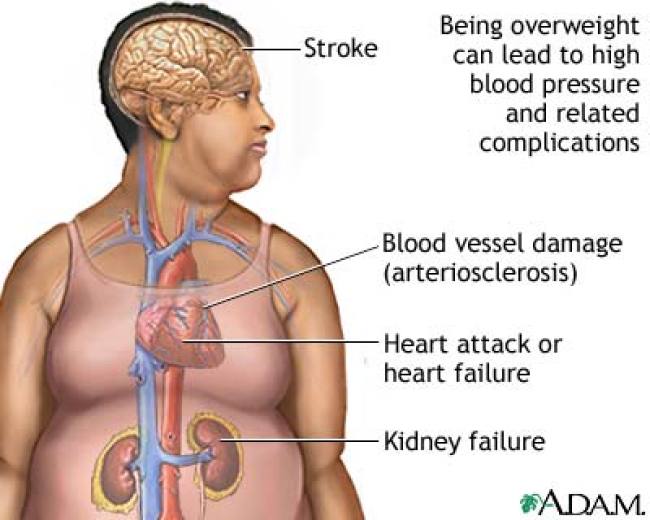 Stroke
Being overweight
can lead to high
blood pressure
and related
complications
Blood vessel damage
(arteriosclerosis)
Heart attack or
heart failure
Kidney failure
A.D.A.M.